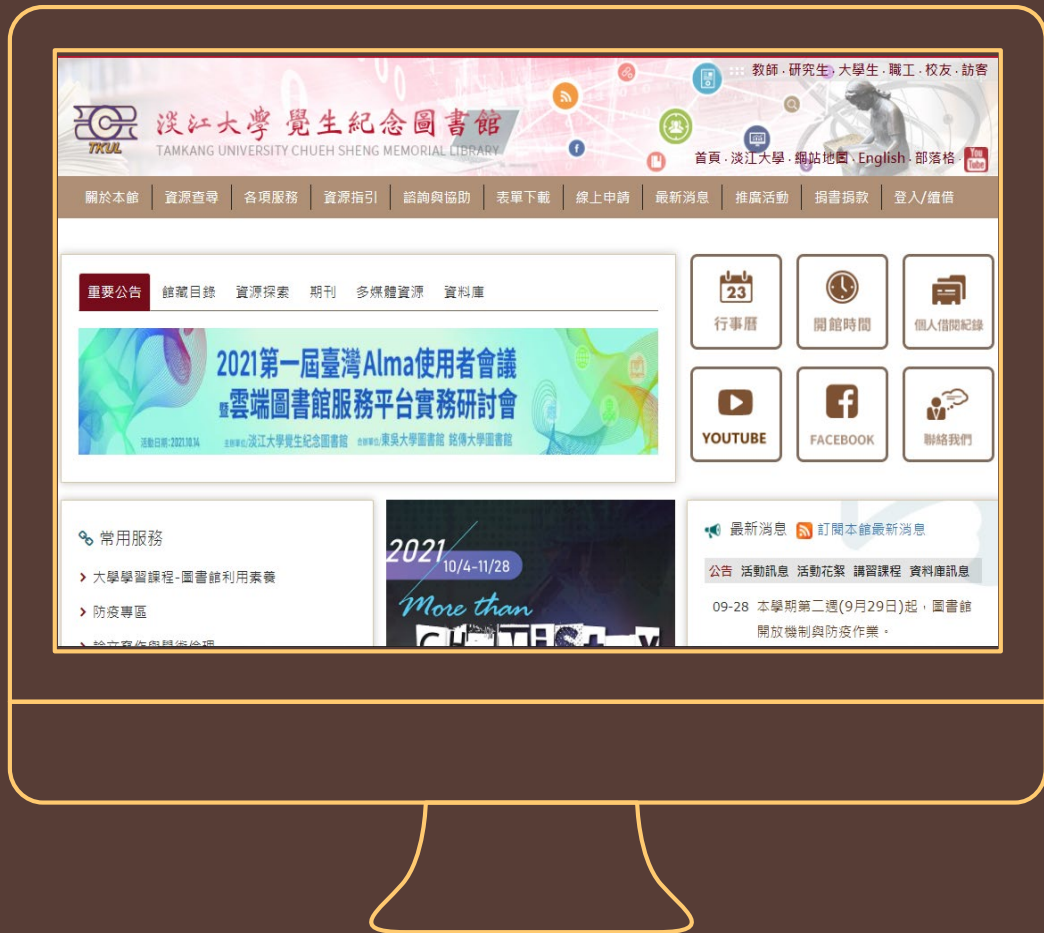 教師.研究生.大學生.職工.校友.訪客
淡江大學 覺生紀念圖書館
TKUL
TAMKANG UNIVERSITY CHUEH SHENG MEMORIAL LIBRARY
首頁.淡江大學.網站地圖.English.部落格.You Tube
關於本館 資源查尋 各項服務 資源指引 諮詢與協助 表單下載 線上申請 最新消息 推廣活動 捐書捐款 登入/續借
重要公告 館藏目錄 資源探索 期刊 多媒體資源 資料庫
2021第一屆臺灣Alma使用者會議
暨雲端圖書館服務平台實務研討會
活動日期:2021.10.14 主辦單位/淡江大學覺生紀念圖書館 合辦單位/東吳大學圖書館 銘傳大學圖書館
23
行事曆
開館時間
個人借閱紀錄
YOUTUBE
FACEBOOK
聯絡我們
常用服務
大學學習課程-圖書館利用素養
防疫專區
論文寫作與學術倫理
2021
10/4-11/28
More than
CHEMISTRY
最新消息 訂閱本館最新消息
公告 活動訊息 活動花絮 講習課程 資料庫訊息
09-28 本學期第二週(9月29日)起，圖書館
開放機制與防疫作業。